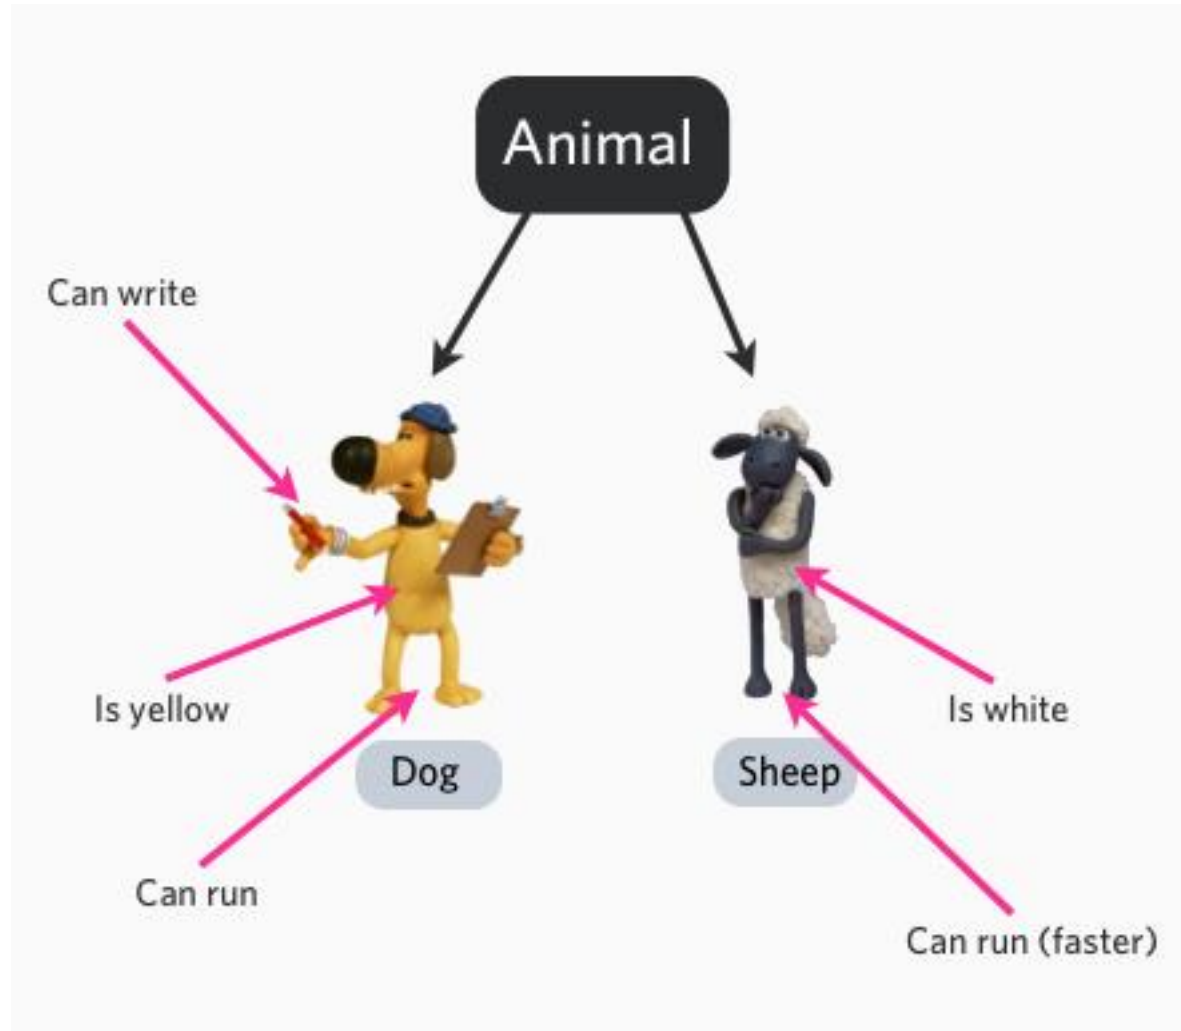 Animal
Can write
Is yellow
Is white
Dog
Sheep
Can run
Can run (faster)